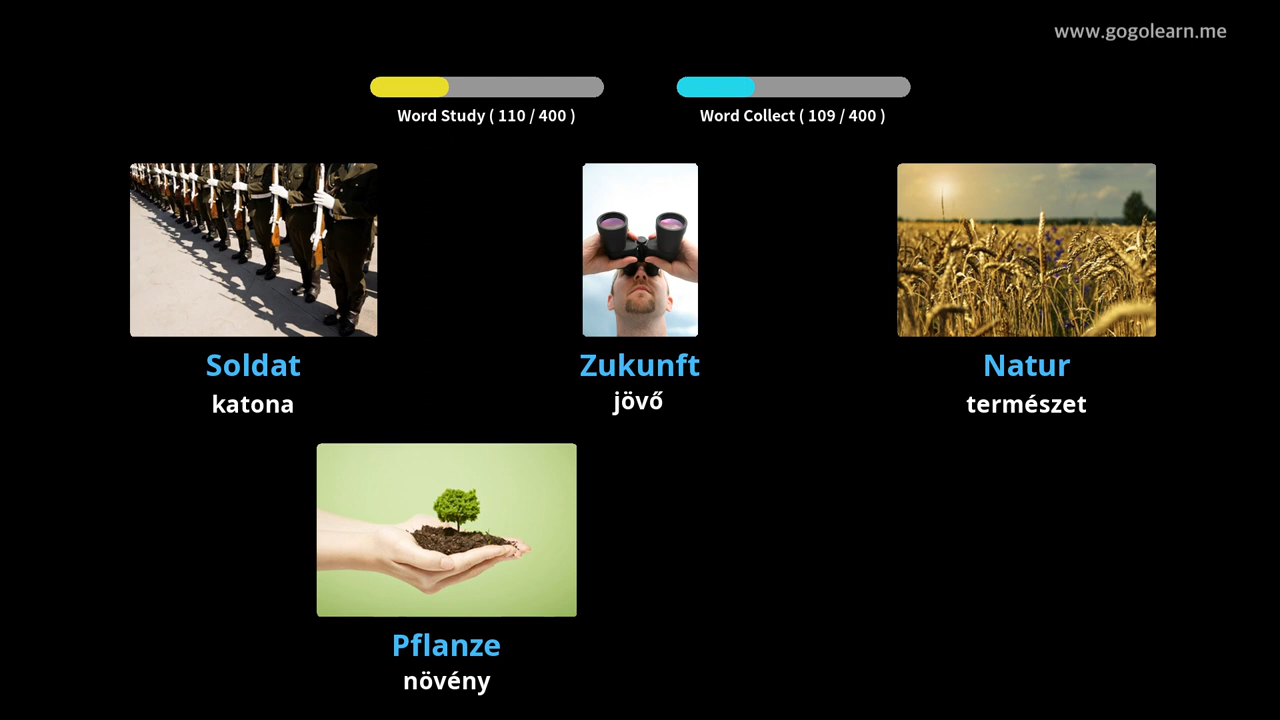 www.gogolearn.me
Word Study ( 110 / 400 )
Word Collect ( 109 / 400 )
Soldat
katona
Zukunft
jövő
Natur
természet
Pflanze
növény